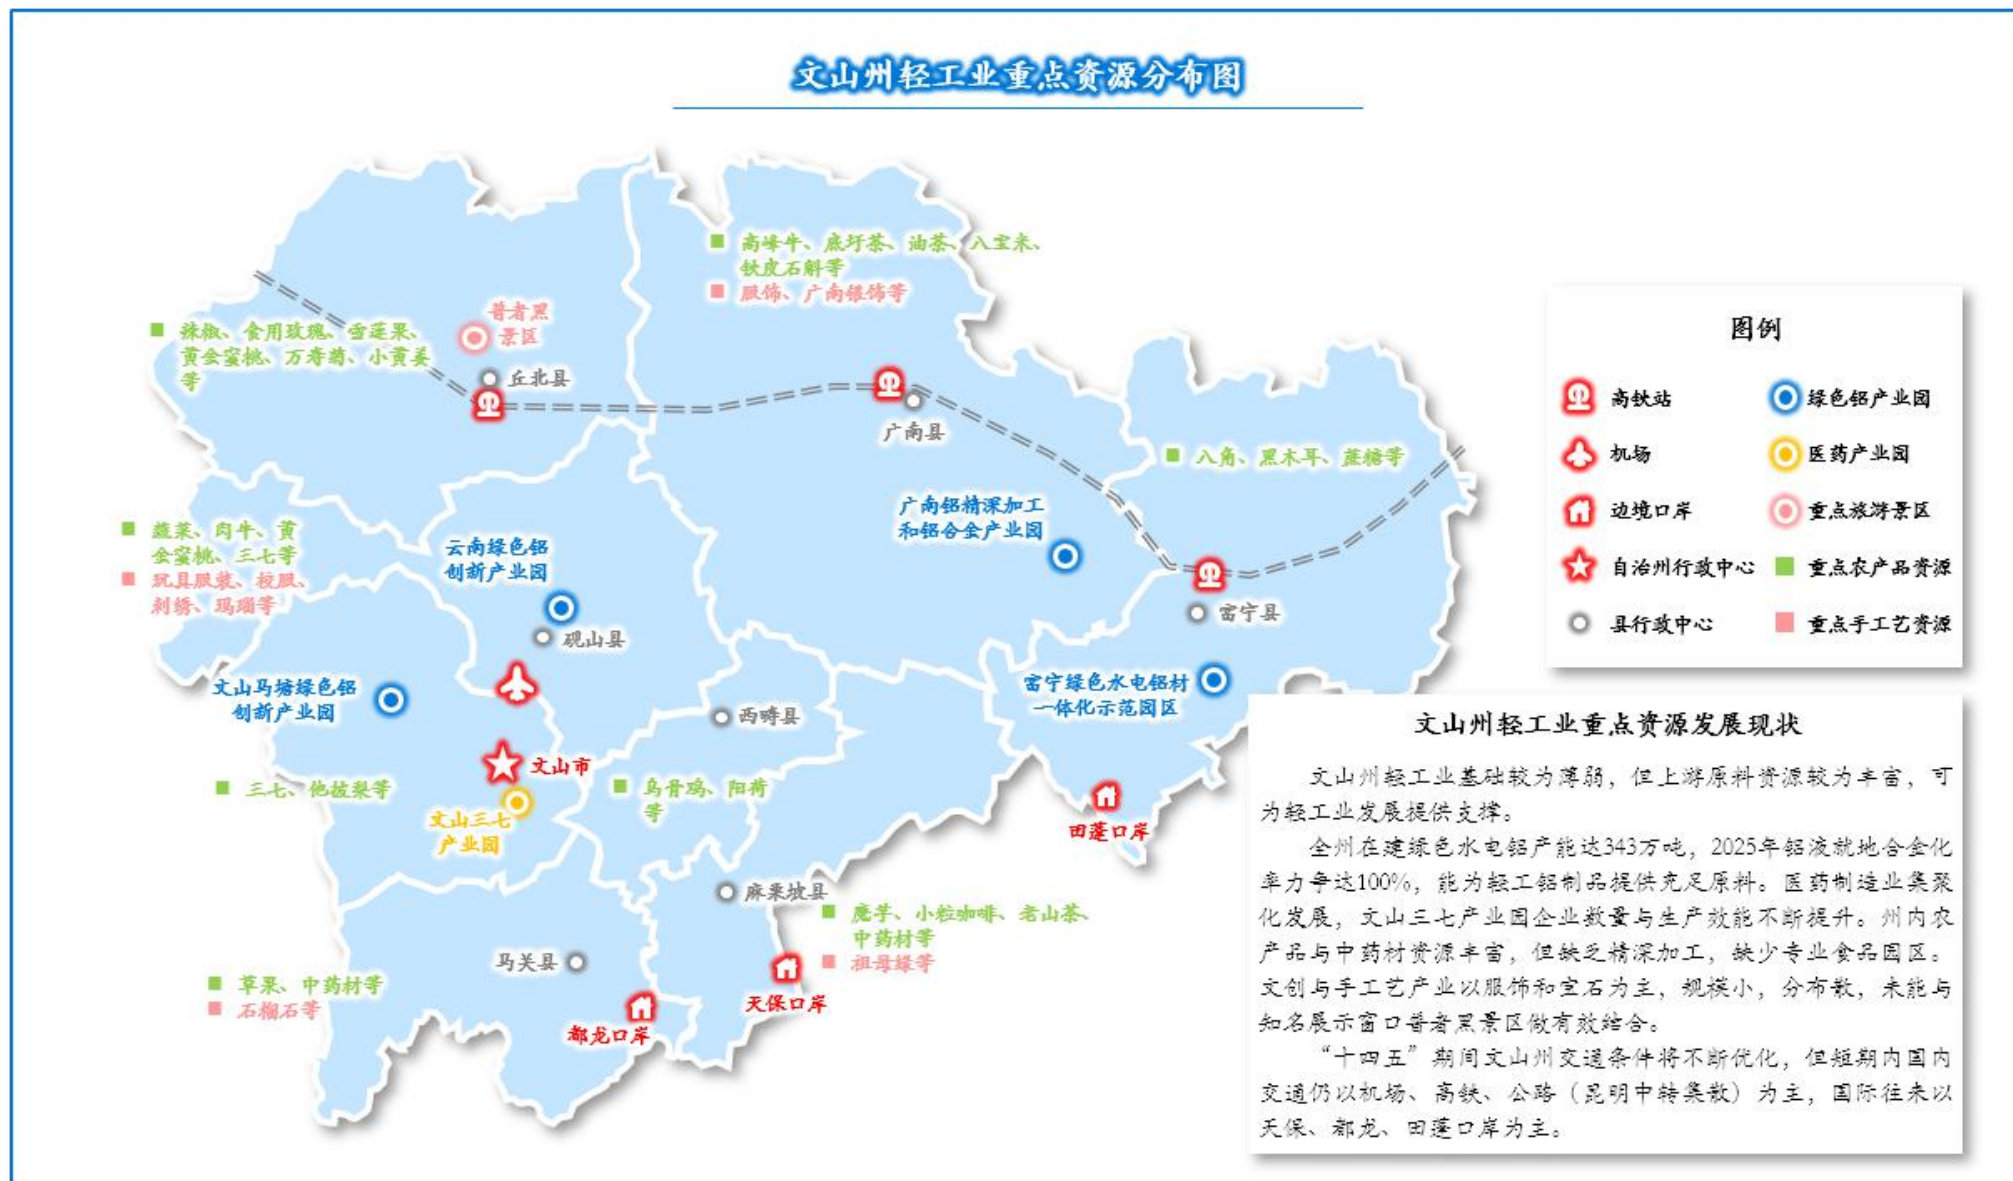 文山州轻工业重点资源分布图
高峰牛、底圩茶、油茶、八宝米、
铁皮石斛等
服饰、广南银饰等
普者黑
景区
辣椒、食用玫瑰、雪莲果、
黄金蜜桃、万寿菊、小黄姜
等
丘北县
广南县
八角、黑木耳、蔗糖等
广南铝精深加工
和铝合金产业园
蔬菜、肉牛、黄
金蜜桃、三七等
玩具服装、校服、
刺绣、玛瑙等
云南绿色铝
创新产业园
砚山县
富宁县
文山马塘绿色铝
创新产业园
西畴县
富宁绿色水电铝材
一体化示范园区
文山市
三七、他披梨等
乌骨鸡、阳荷
等
文山三七
产业园
田蓬口岸
麻栗坡县
魔芋、小粒咖啡、老山茶、
中药材等
祖母绿等
马关县
天保口岸
草果、中药材等
石榴石等
都龙口岸
图例
高铁站
绿色铝产业园
机场
医药产业园
边境口岸
重点旅游景区
自治州行政中心
重点农产品资源
县行政中心
重点手工艺资源
文山州轻工业重点资源发展现状
文山州轻工业基础较为薄弱，但上游原料资源较为丰富，可
为轻工业发展提供支撑。
全州在建绿色水电铝产能达343万吨，2025年铝液就地合金化
率力争达100%，能为轻工铝制品提供充足原料。医药制造业集聚
化发展，文山三七产业园企业数量与生产效能不断提升。州内农
产品与中药材资源丰富，但缺乏精深加工，缺少专业食品园区。
文创与手工艺产业以服饰和宝石为主，规模小，分布散，未能与
知名展示窗口普者黑景区做有效结合。
“十四五”期间文山州交通条件将不断优化，但短期内国内
交通仍以机场、高铁、公路（昆明中转集散）为主，国际往来以
天保、都龙、田蓬口岸为主。